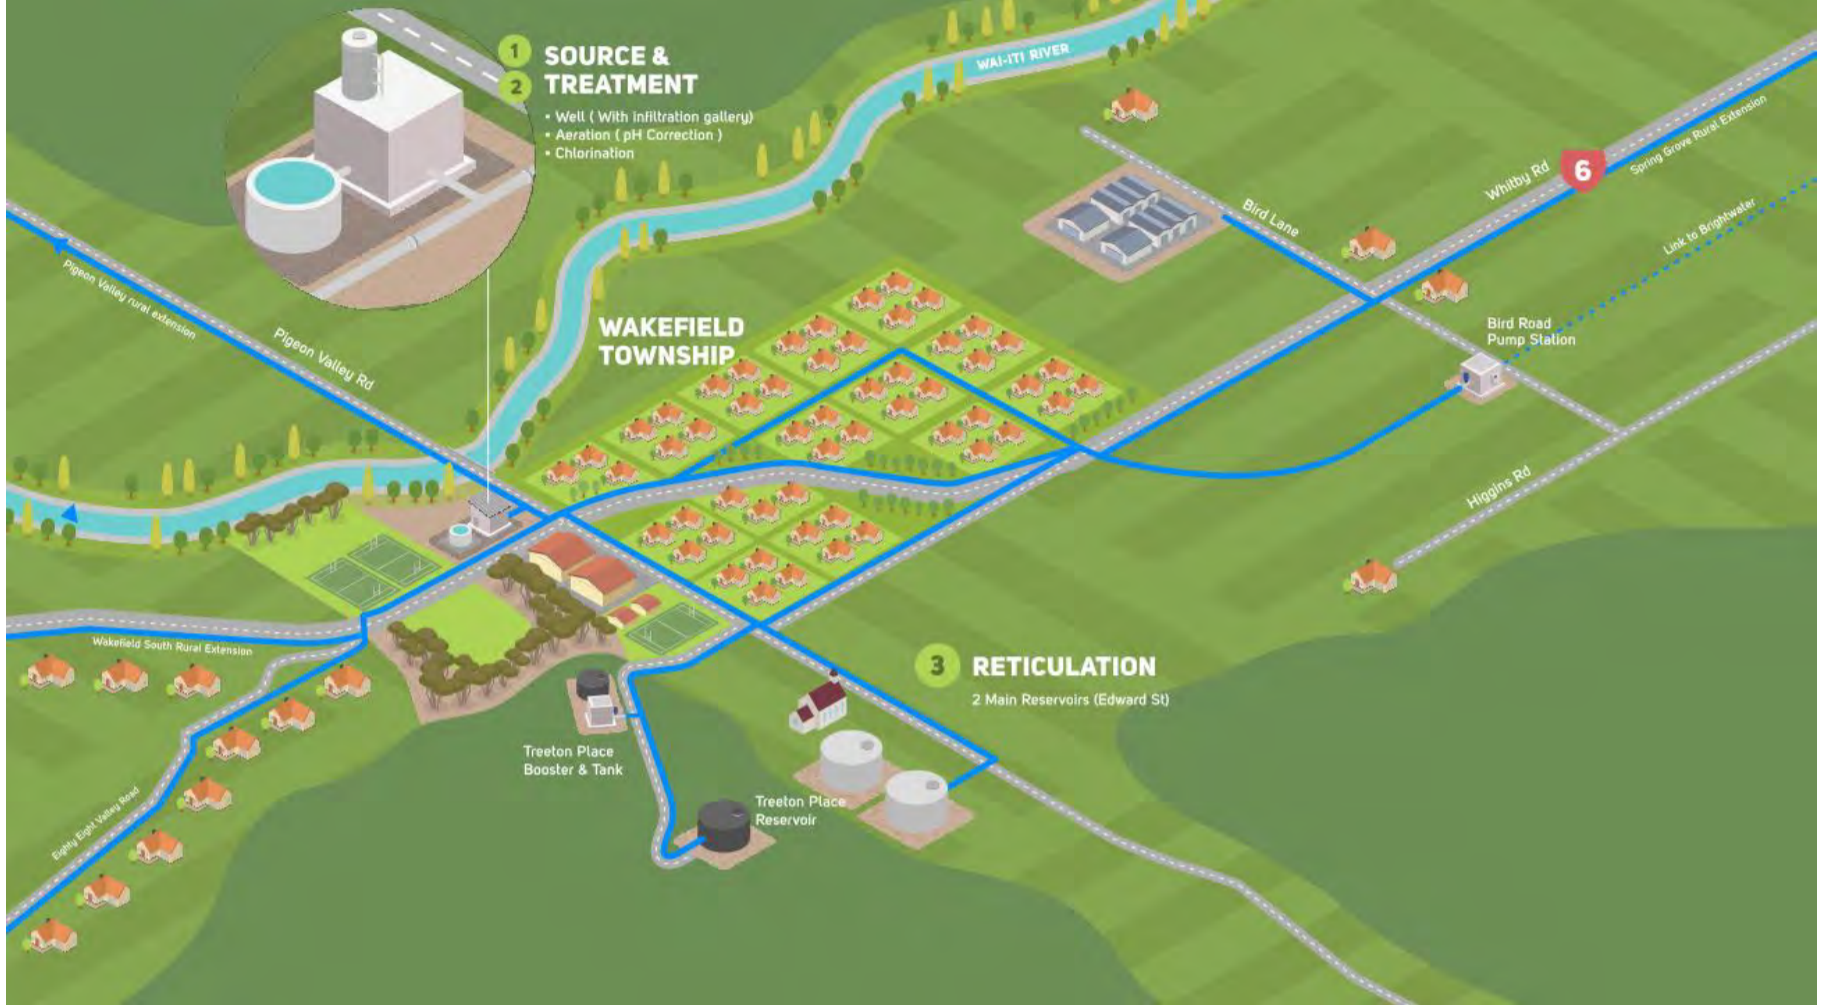 1
SOURCE &
2
TREATMENT
• Well ( With infiltration gallery)
• Aeration ( pH Correction )
• Chlorination
WAI-ITI RIVER
6
Whitby Rd
Spring Grove Rural Extension
Bird Lane
Link to Brightwater
Pigeon Valley rural extension
Pigeon Valley Rd
WAKEFIELD
TOWNSHIP
Bird Road
Pump Station
Higgins Rd
Wakefield South Rural Extension
3
RETICULATION
2 Main Reservoirs (Edward St)
Treeton Place
Booster & Tank
Treeton Place
Reservoir
Eighty Eight Valley Road